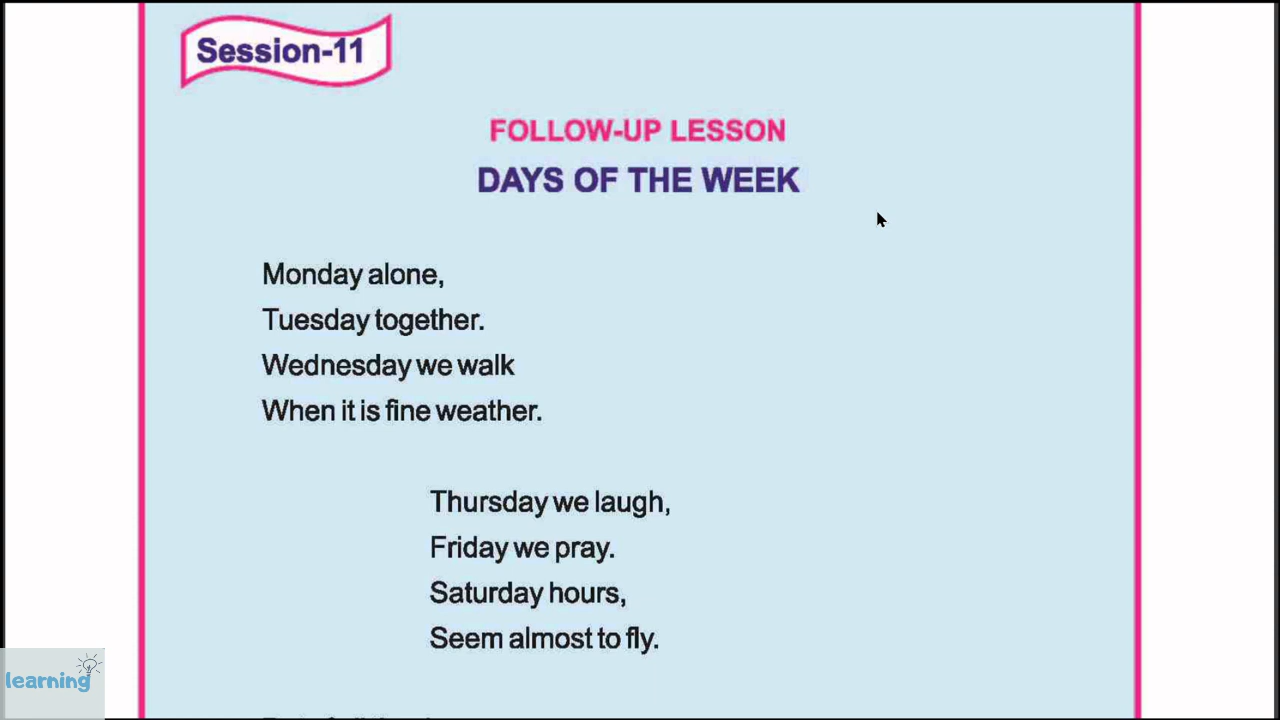 Session-11
FOLLOW-UP LESSON
DAYS OF THE WEEK
Monday alone,
Tuesday together.
Wednesday we walk
When it is fine weather.
Thursday we laugh,
Friday we pray.
Saturday hours,
Seem almost to fly.
learning